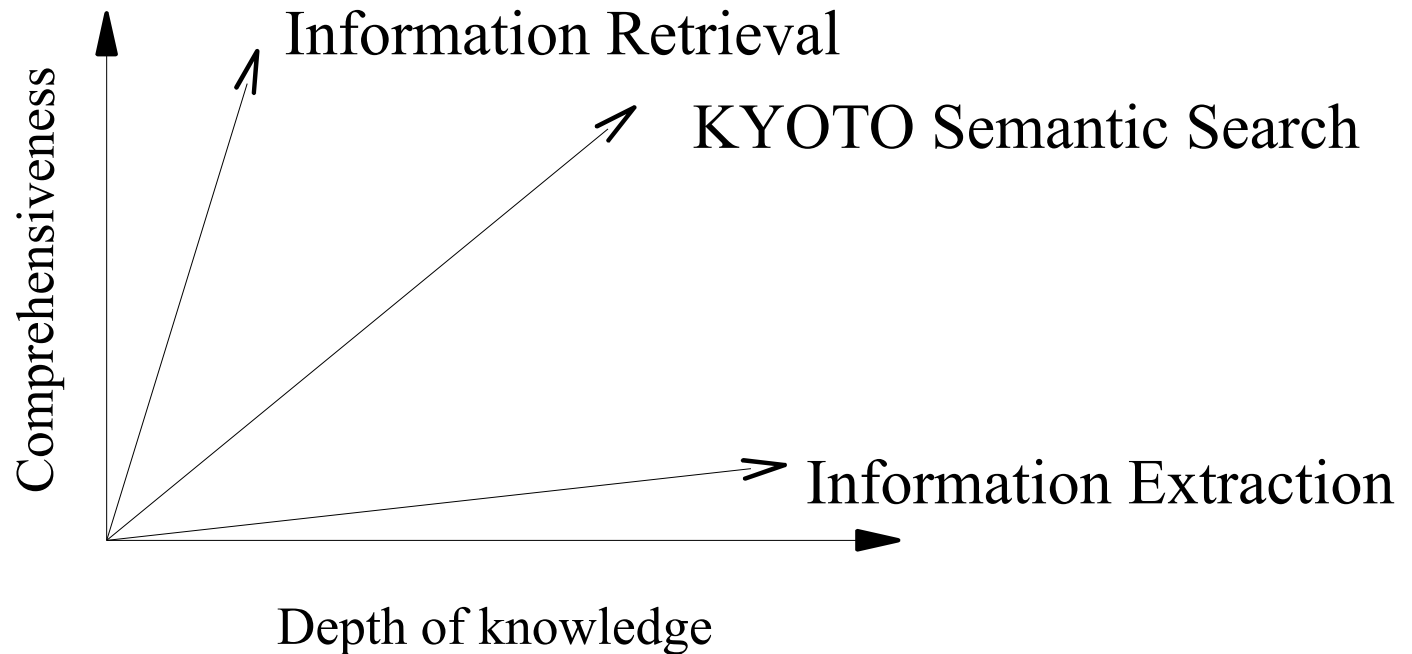 Information Retrieval
KYOTO Semantic Search
Comprehensiveness
Information Extraction
Depth of knowledge